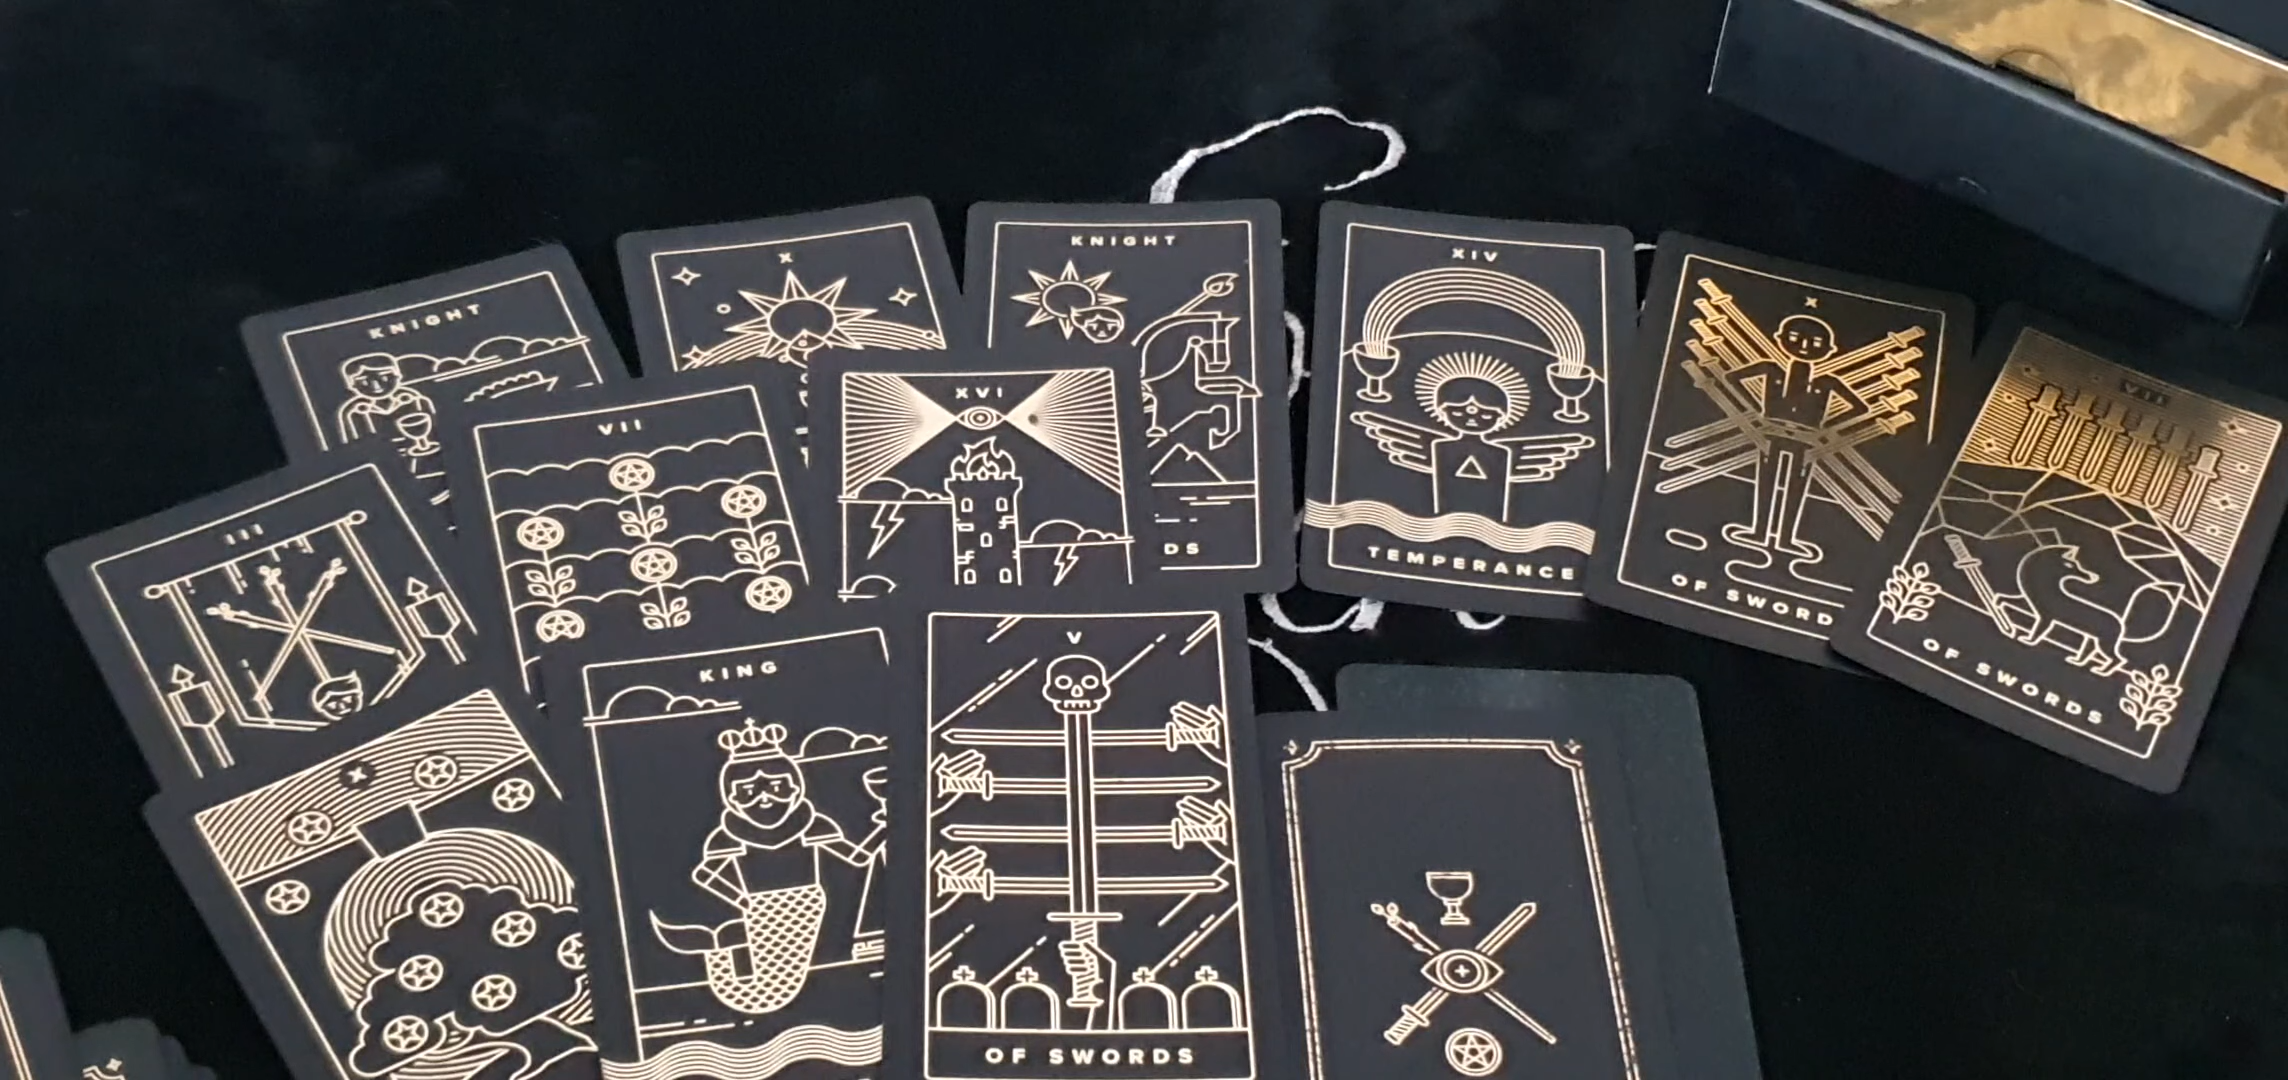 KNIGHT
X
KNIGHT
DS
XIV
TEMPERANCE
X
OF SWORD
VII
OF SWORDS
III
VII
XVI
X
KING
V
OF SWORDS